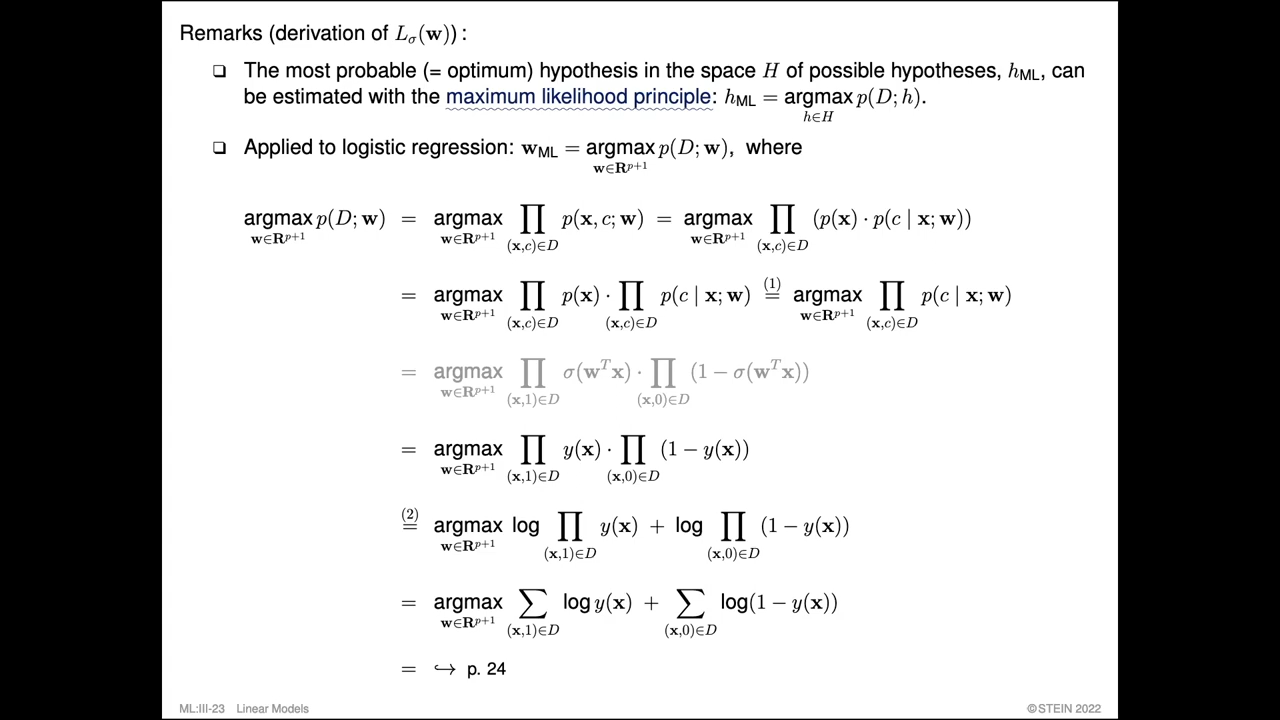 Remarks (derivation of L_σ(w)) :
❑ The most probable (= optimum) hypothesis in the space H of possible hypotheses, h_ML, can
be estimated with the maximum likelihood principle: h_ML = argmax_{h∈H} p(D; h).
❑ Applied to logistic regression: w_ML = argmax_{w∈R^{p+1}} p(D; w), where
argmax_{w∈R^{p+1}} p(D; w) = argmax_{w∈R^{p+1}} ∏_{(x,c)∈D} p(x, c; w) = argmax_{w∈R^{p+1}} ∏_{(x,c)∈D} (p(x) · p(c | x; w))
= argmax_{w∈R^{p+1}} ∏_{(x,c)∈D} p(x) · ∏_{(x,c)∈D} p(c | x; w) =^{(1)} argmax_{w∈R^{p+1}} ∏_{(x,c)∈D} p(c | x; w)
= argmax_{w∈R^{p+1}} ∏_{(x,1)∈D} σ(w^T x) · ∏_{(x,0)∈D} (1 − σ(w^T x))
= argmax_{w∈R^{p+1}} ∏_{(x,1)∈D} y(x) · ∏_{(x,0)∈D} (1 − y(x))
=^{(2)} argmax_{w∈R^{p+1}} log ∏_{(x,1)∈D} y(x) + log ∏_{(x,0)∈D} (1 − y(x))
= argmax_{w∈R^{p+1}} ∑_{(x,1)∈D} log y(x) + ∑_{(x,0)∈D} log(1 − y(x))
= ↪ p. 24
ML:III-23 Linear Models ©STEIN 2022